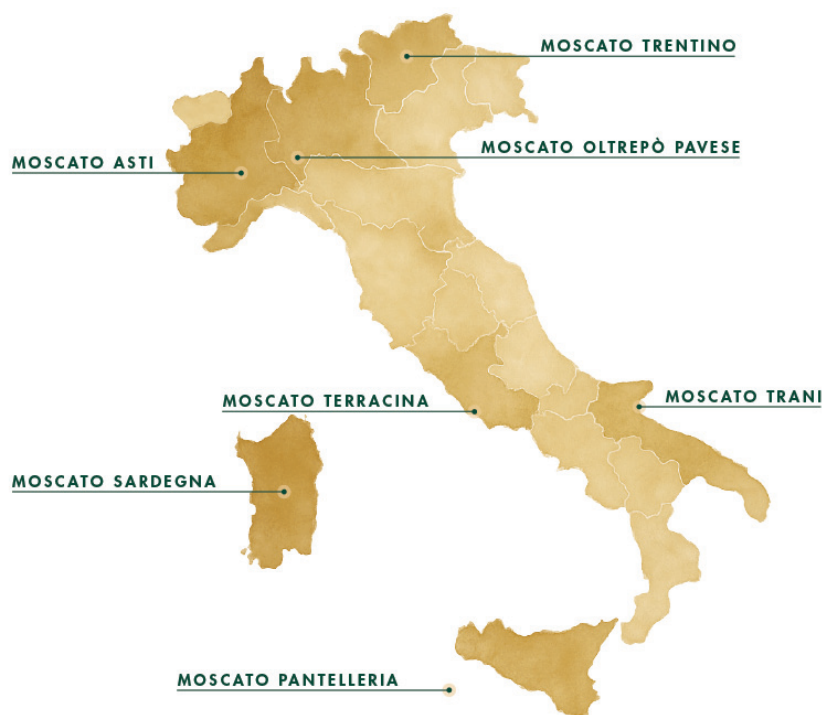 MOSCATO TRENTINO
MOSCATO OLTREPÒ PAVESE
MOSCATO ASTI
MOSCATO TRANI
MOSCATO TERRACINA
MOSCATO SARDEGNA
MOSCATO PANTELLERIA